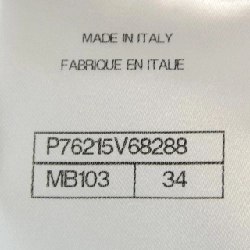 MADE IN ITALY
FABRIQUE EN ITALIE
P76215V68288
MB103 34